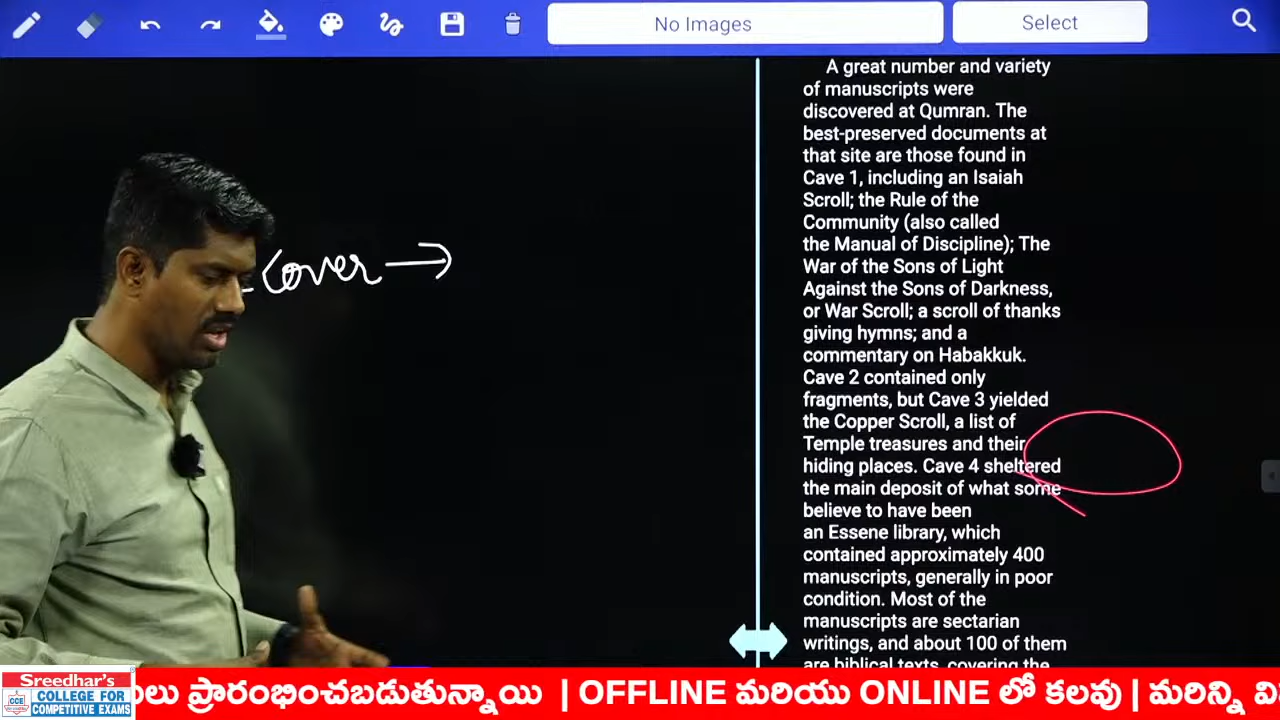 No Images
Select
Cover →
A great number and variety
of manuscripts were
discovered at Qumran. The
best-preserved documents at
that site are those found in
Cave 1, including an Isaiah
Scroll; the Rule of the
Community (also called
the Manual of Discipline); The
War of the Sons of Light
Against the Sons of Darkness,
or War Scroll; a scroll of thanks
giving hymns; and a
commentary on Habakkuk.
Cave 2 contained only
fragments, but Cave 3 yielded
the Copper Scroll, a list of
Temple treasures and their
hiding places. Cave 4 sheltered
the main deposit of what some
believe to have been
an Essene library, which
contained approximately 400
manuscripts, generally in poor
condition. Most of the
manuscripts are sectarian
writings, and about 100 of them
are biblical texts, covering the
Sreedhar's
CCE
COLLEGE FOR
COMPETITIVE EXAMS
ప్రారంభించబడుతున్నాయి | OFFLINE మరియు ONLINE లో కలవు | మరిన్ని